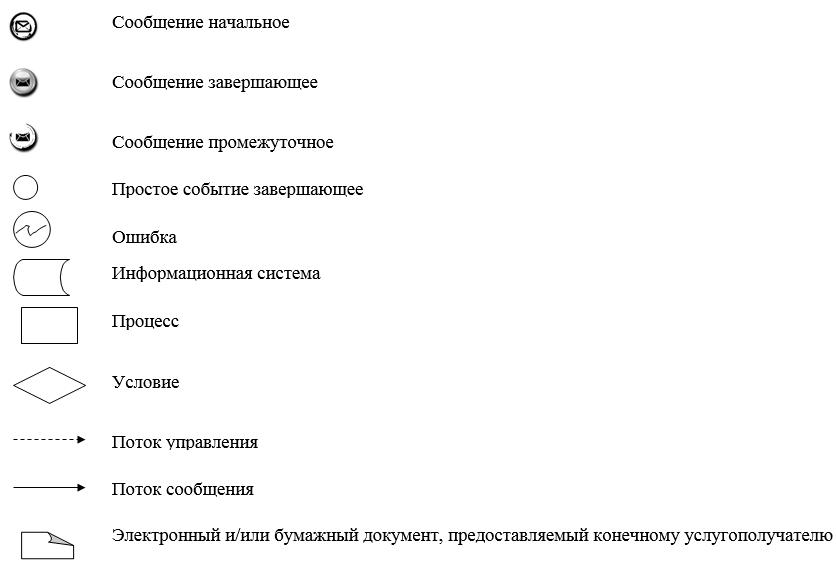 Сообщение начальное
Сообщение завершающее
Сообщение промежуточное
Простое событие завершающее
Ошибка
Информационная система
Процесс
Условие
Поток управления
Поток сообщения
Электронный и/или бумажный документ, предоставляемый конечному услугополучателю